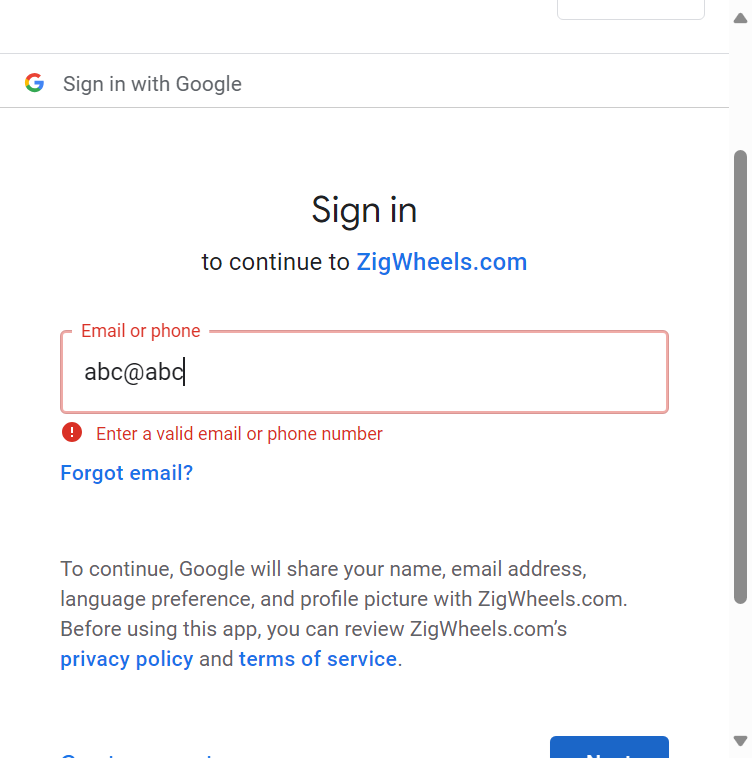 Sign in with Google
Sign in
to continue to ZigWheels.com
Email or phone
abc@abc
Enter a valid email or phone number
Forgot email?
To continue, Google will share your name, email address,
language preference, and profile picture with ZigWheels.com.
Before using this app, you can review ZigWheels.com’s
privacy policy and terms of service.